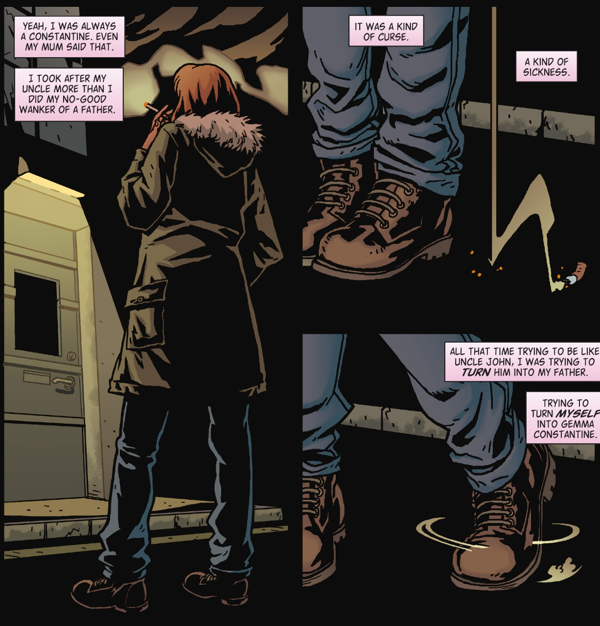 YEAH, I WAS ALWAYS
A CONSTANTINE. EVEN
MY MUM SAID THAT.
I TOOK AFTER MY
UNCLE MORE THAN I
DID MY NO-GOOD
WANKER OF A FATHER.
IT WAS A KIND
OF CURSE.
A KIND OF
SICKNESS.
ALL THAT TIME TRYING TO BE LIKE
UNCLE JOHN, I WAS TRYING TO
TURN HIM INTO MY FATHER.
TRYING TO
TURN MYSELF
INTO GEMMA
CONSTANTINE.